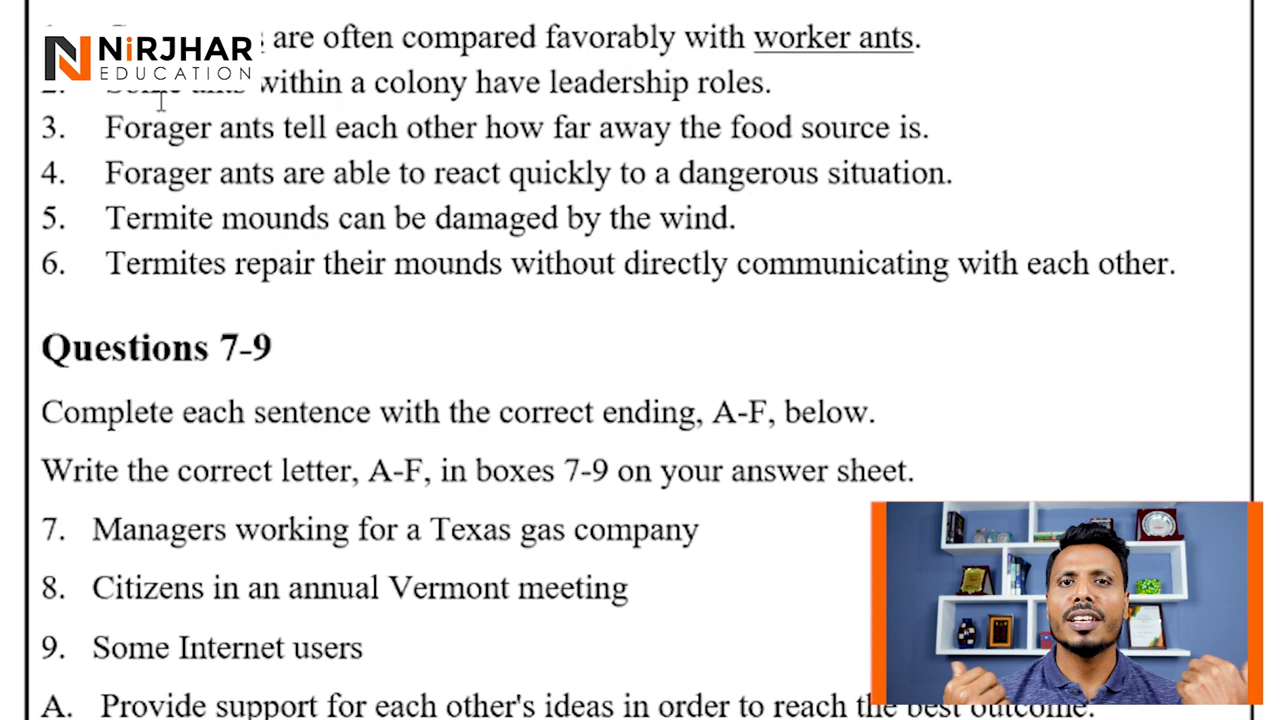 NiRJHAR
EDUCATION
are often compared favorably with worker ants.
within a colony have leadership roles.
3. Forager ants tell each other how far away the food source is.
4. Forager ants are able to react quickly to a dangerous situation.
5. Termite mounds can be damaged by the wind.
6. Termites repair their mounds without directly communicating with each other.
Questions 7-9
Complete each sentence with the correct ending, A-F, below.
Write the correct letter, A-F, in boxes 7-9 on your answer sheet.
7. Managers working for a Texas gas company
8. Citizens in an annual Vermont meeting
9. Some Internet users
A. Provide support for each other's ideas in order to reach the best outcome.